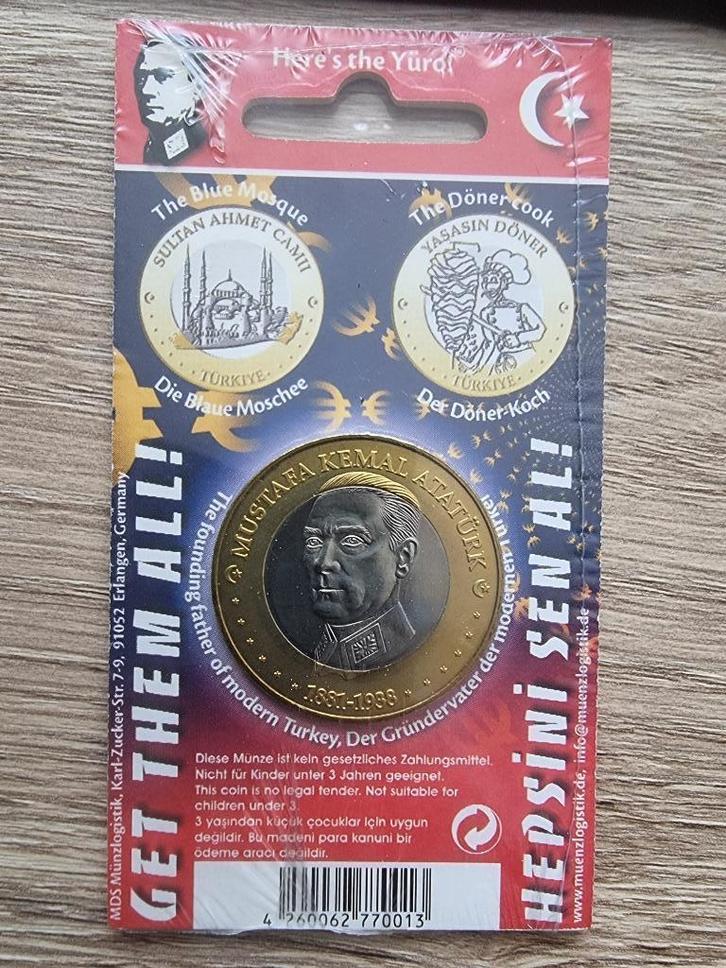 Here's the Yüro!
The Blue Mosque
SULTAN AHMET CAMII
TÜRKIYE
Die Blaue Moschee
The Döner cook
YAŞASIN DÖNER
TÜRKIYE
Der Döner-Koch
MUSTAFA KEMAL ATATÜRK
1881-1938
The founding father of modern Turkey, Der Gründervater der modernen Türkei
GET THEM ALL!
HEPSİNİ SEN AL!
MDS Münzlogistik, Karl-Zucker-Str. 7-9, 91052 Erlangen, Germany
www.muenzlogistik.de, info@muenzlogistik.de
Diese Münze ist kein gesetzliches Zahlungsmittel.
Nicht für Kinder unter 3 Jahren geeignet.
This coin is no legal tender. Not suitable for
children under 3.
3 yaşından küçük çocuklar için uygun
değildir. Bu madeni para kanuni bir
ödeme aracı değildir.
4 260062 770013